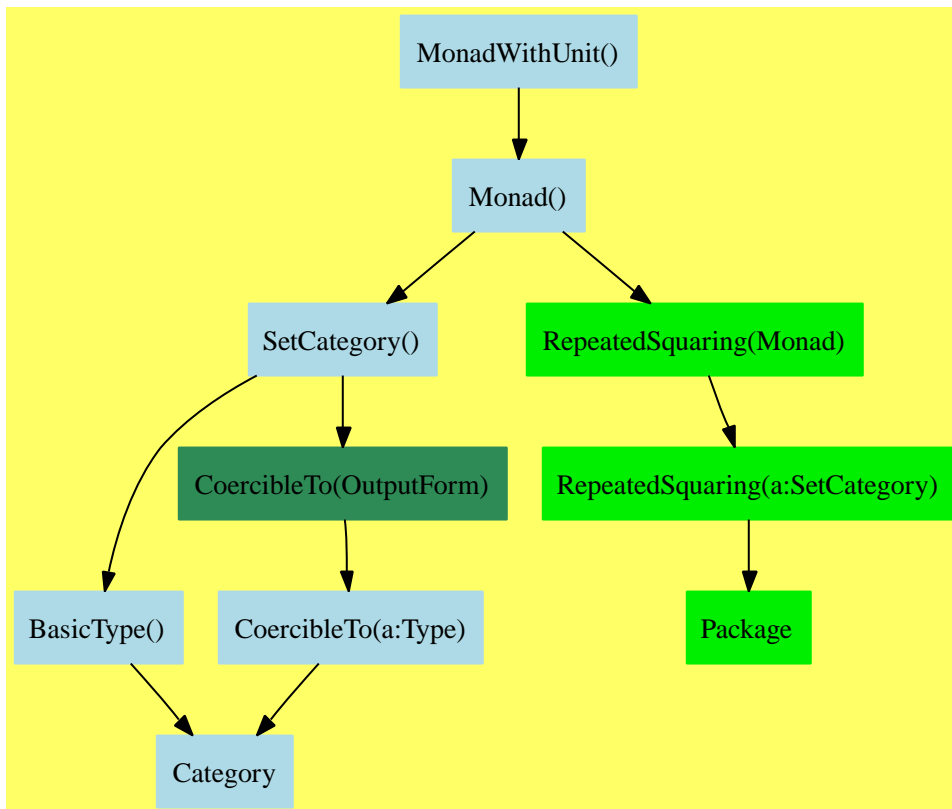 MonadWithUnit()
Monad()
SetCategory()
RepeatedSquaring(Monad)
CoercibleTo(OutputForm)
RepeatedSquaring(a:SetCategory)
BasicType()
CoercibleTo(a:Type)
Package
Category